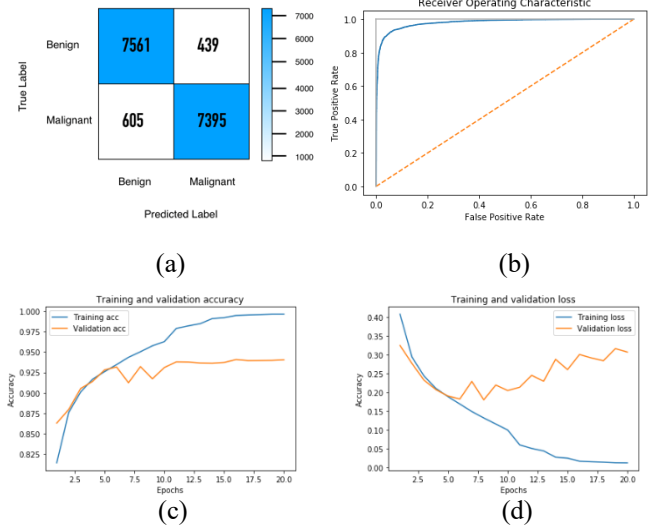 Benign
7561
439
Malignant
605
7395
Benign
Malignant
True Label
Predicted Label
7000
6000
5000
4000
3000
2000
1000
(a)
Receiver Operating Characteristic
1.0
0.8
0.6
0.4
0.2
0.0
True Positive Rate
0.0 0.2 0.4 0.6 0.8 1.0
False Positive Rate
(b)
Training and validation accuracy
Training acc
Validation acc
1.000
0.975
0.950
0.925
0.900
0.875
0.850
0.825
Accuracy
2.5 5.0 7.5 10.0 12.5 15.0 17.5 20.0
Epochs
(c)
Training and validation loss
Training loss
Validation loss
0.40
0.35
0.30
0.25
0.20
0.15
0.10
0.05
0.00
Accuracy
2.5 5.0 7.5 10.0 12.5 15.0 17.5 20.0
Epochs
(d)